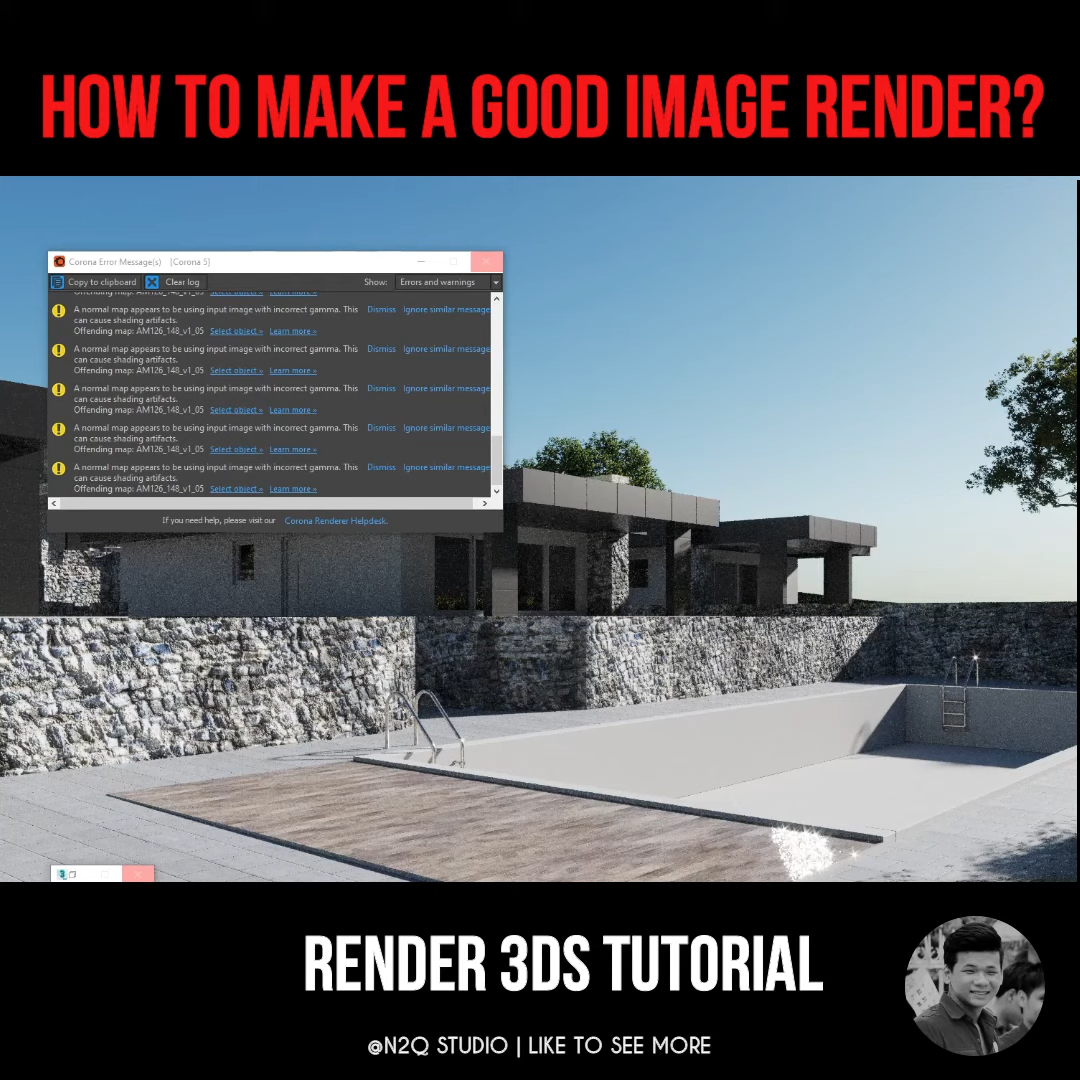 HOW TO MAKE A GOOD IMAGE RENDER?
Corona Error Message(s) [Corona 5]
Copy to clipboard Clear log Show: Errors and warnings
Offending map: AM126_148_v1_05 Select object » Learn more »
A normal map appears to be using input image with incorrect gamma. This Dismiss Ignore similar message
can cause shading artifacts.
Offending map: AM126_148_v1_05 Select object » Learn more »
A normal map appears to be using input image with incorrect gamma. This Dismiss Ignore similar message
can cause shading artifacts.
Offending map: AM126_148_v1_05 Select object » Learn more »
A normal map appears to be using input image with incorrect gamma. This Dismiss Ignore similar message
can cause shading artifacts.
Offending map: AM126_148_v1_05 Select object » Learn more »
A normal map appears to be using input image with incorrect gamma. This Dismiss Ignore similar message
can cause shading artifacts.
Offending map: AM126_148_v1_05 Select object » Learn more »
A normal map appears to be using input image with incorrect gamma. This Dismiss Ignore similar message
can cause shading artifacts.
Offending map: AM126_148_v1_05 Select object » Learn more »
If you need help, please visit our Corona Renderer Helpdesk.
3
RENDER 3DS TUTORIAL
@N2Q STUDIO | LIKE TO SEE MORE